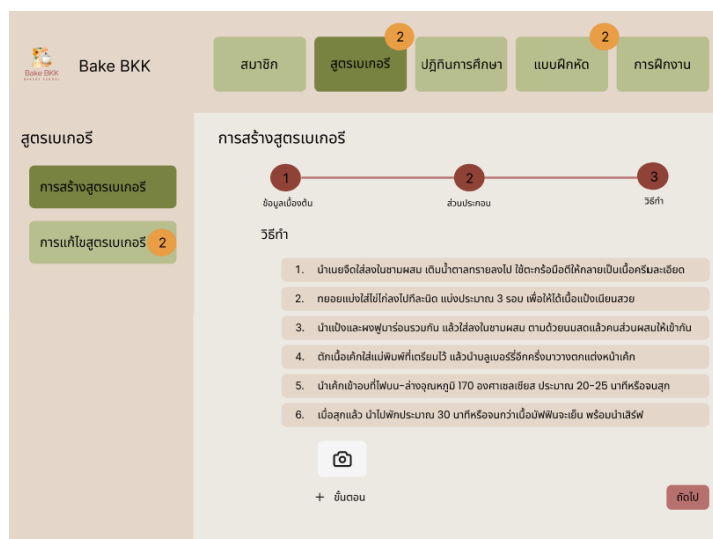 Bake BKK
BAKERY SCHOOL
Bake BKK
สมาชิก
สูตรเบเกอรี
2
ปฎิทินการศึกษา
แบบฝึกหัด
2
การฝึกงาน
สูตรเบเกอรี
การสร้างสูตรเบเกอรี
การแก้ไขสูตรเบเกอรี 2
การสร้างสูตรเบเกอรี
1 2 3
ข้อมูลเบื้องต้น ส่วนประกอบ วิธีทำ
วิธีทำ
1. นำเนยจืดใส่ลงในชามผสม เติมน้ำตาลทรายลงไป ใช้ตะกร้อมือตีให้กลายเป็นเนื้อครีมละเอียด
2. ทยอยแบ่งใส่ไข่ไก่ลงไปทีละนิด แบ่งประมาณ 3 รอบ เพื่อให้ได้เนื้อแป้งเนียนสวย
3. นำแป้งและผงฟูมาร่อนรวมกัน แล้วใส่ลงในชามผสม ตามด้วยนมสดแล้วคนส่วนผสมให้เข้ากัน
4. ตักเนื้อเค้กใส่แม่พิมพ์ที่เตรียมไว้ แล้วนำบลูเบอร์รี่อีกครึ่งมาวางตกแต่งหน้าเค้ก
5. นำเค้กเข้าอบที่ไฟบน-ล่างอุณหภูมิ 170 องศาเซลเซียส ประมาณ 20-25 นาทีหรือจนสุก
6. เมื่อสุกแล้ว นำไปพักประมาณ 30 นาทีหรือจนกว่าเนื้อมัฟฟินจะเย็น พร้อมนำเสิร์ฟ
+ ขั้นตอน
ถัดไป